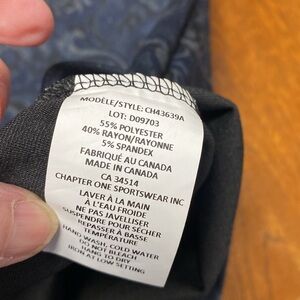 MODÈLE/STYLE: CH43639A
LOT: D09703
55% POLYESTER
40% RAYON/RAYONNE
5% SPANDEX
FABRIQUÉ AU CANADA
MADE IN CANADA
CA 34514
CHAPTER ONE SPORTSWEAR INC
LAVER À LA MAIN
À L'EAU FROIDE
NE PAS JAVELLISER
SUSPENDRE POUR SÉCHER
REPASSER À BASSE
TEMPÉRATURE
HAND WASH, COLD WATER
DO NOT BLEACH
HANG TO DRY
IRON AT LOW SETTING